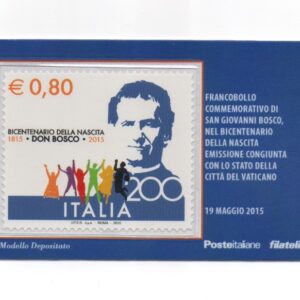 € 0,80
BICENTENARIO DELLA NASCITA
1815 • DON BOSCO • 2015
200
ITALIA
FRANCOBOLLO
COMMEMORATIVO DI
SAN GIOVANNI BOSCO,
NEL BICENTENARIO
DELLA NASCITA
EMISSIONE CONGIUNTA
CON LO STATO DELLA
CITTÀ DEL VATICANO
19 MAGGIO 2015
Modello Depositato
Posteitaliane
filateli